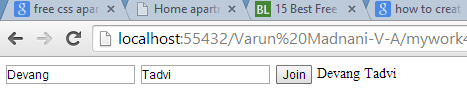 free css apar
Home apartm
BL 15 Best Free
how to creat
localhost:55432/Varun%20Madnani-V-A/mywork4
Devang Tadvi Join Devang Tadvi